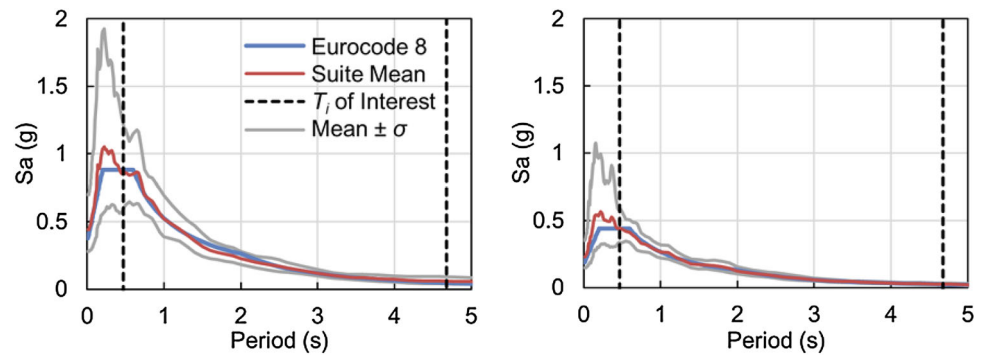 2
1.5
1
0.5
0
Sa (g)
Eurocode 8
Suite Mean
Ti of Interest
Mean ± σ
0 1 2 3 4 5
Period (s)
2
1.5
1
0.5
0
Sa (g)
0 1 2 3 4 5
Period (s)